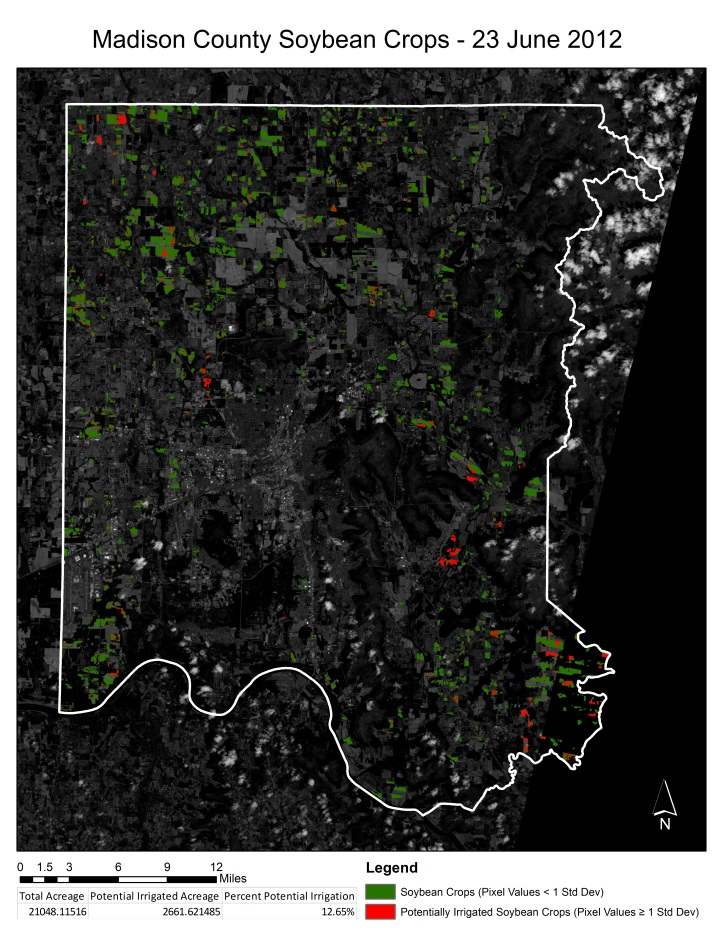 Madison County Soybean Crops - 23 June 2012
N
0 1.5 3 6 9 12
Miles
Total Acreage Potential Irrigated Acreage Percent Potential Irrigation
21048.11516 2661.621485 12.65%
Legend
Soybean Crops (Pixel Values < 1 Std Dev)
Potentially Irrigated Soybean Crops (Pixel Values ≥ 1 Std Dev)